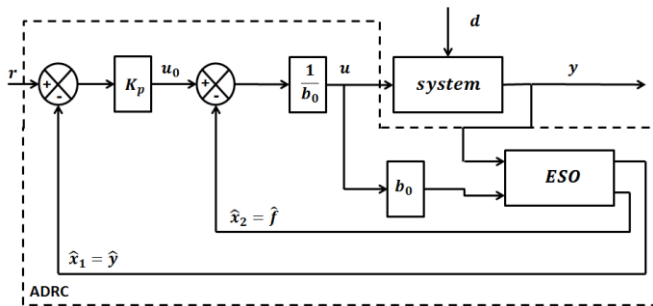 d
r
+
-
K_p
u_0
+
-
1/b_0
u
system
y
b_0
ESO
x̂_2 = f̂
x̂_1 = ŷ
ADRC